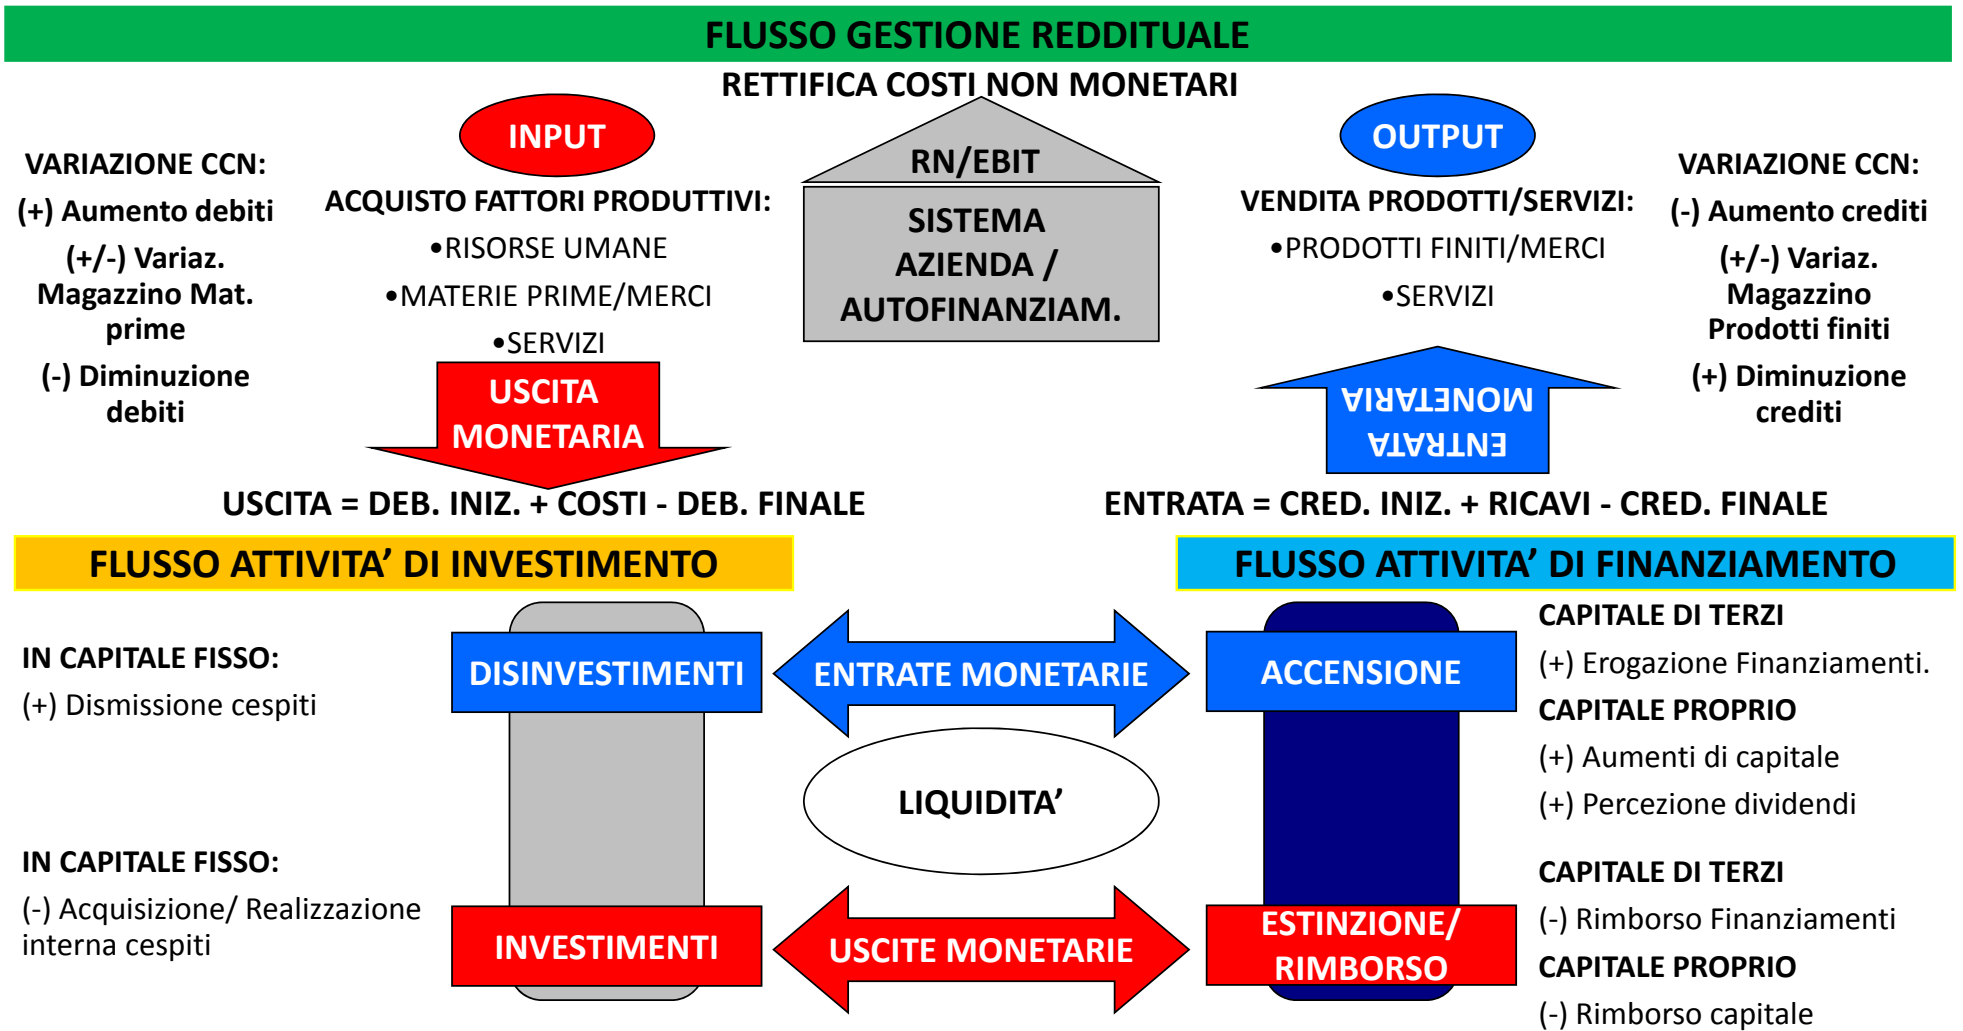 FLUSSO GESTIONE REDDITUALE
RETTIFICA COSTI NON MONETARI
VARIAZIONE CCN:
(+) Aumento debiti
(+/-) Variaz.
Magazzino Mat.
prime
(-) Diminuzione
debiti
INPUT
ACQUISTO FATTORI PRODUTTIVI:
•RISORSE UMANE
•MATERIE PRIME/MERCI
•SERVIZI
USCITA
MONETARIA
USCITA = DEB. INIZ. + COSTI - DEB. FINALE
RN/EBIT
SISTEMA
AZIENDA /
AUTOFINANZIAM.
OUTPUT
VENDITA PRODOTTI/SERVIZI:
•PRODOTTI FINITI/MERCI
•SERVIZI
ENTRATA
MONETARIA
ENTRATA = CRED. INIZ. + RICAVI - CRED. FINALE
VARIAZIONE CCN:
(-) Aumento crediti
(+/-) Variaz.
Magazzino
Prodotti finiti
(+) Diminuzione
crediti
FLUSSO ATTIVITA’ DI INVESTIMENTO
FLUSSO ATTIVITA’ DI FINANZIAMENTO
IN CAPITALE FISSO:
(+) Dismissione cespiti
DISINVESTIMENTI
ENTRATE MONETARIE
ACCENSIONE
CAPITALE DI TERZI
(+) Erogazione Finanziamenti.
CAPITALE PROPRIO
(+) Aumenti di capitale
(+) Percezione dividendi
LIQUIDITA’
IN CAPITALE FISSO:
(-) Acquisizione/ Realizzazione
interna cespiti
INVESTIMENTI
USCITE MONETARIE
ESTINZIONE/
RIMBORSO
CAPITALE DI TERZI
(-) Rimborso Finanziamenti
CAPITALE PROPRIO
(-) Rimborso capitale